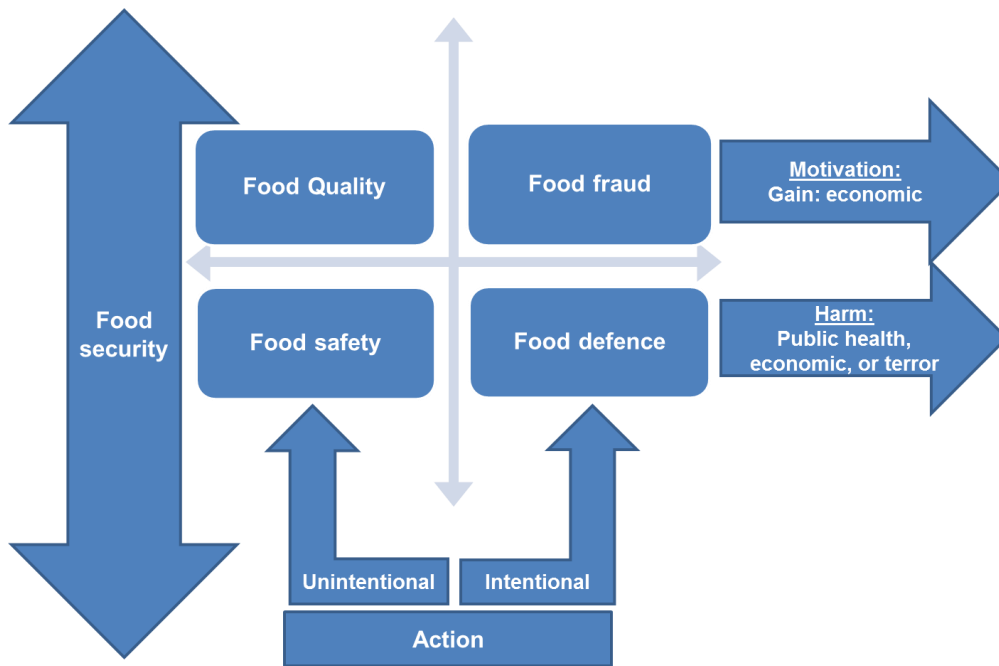 Food Quality
Food fraud
Motivation:
Gain: economic
Food
security
Food safety
Food defence
Harm:
Public health,
economic, or terror
Unintentional
Intentional
Action